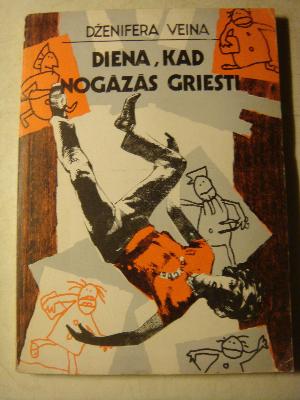 DŽENIFERA VEINA
DIENA, KAD
NOGĀZĀS GRIESTI